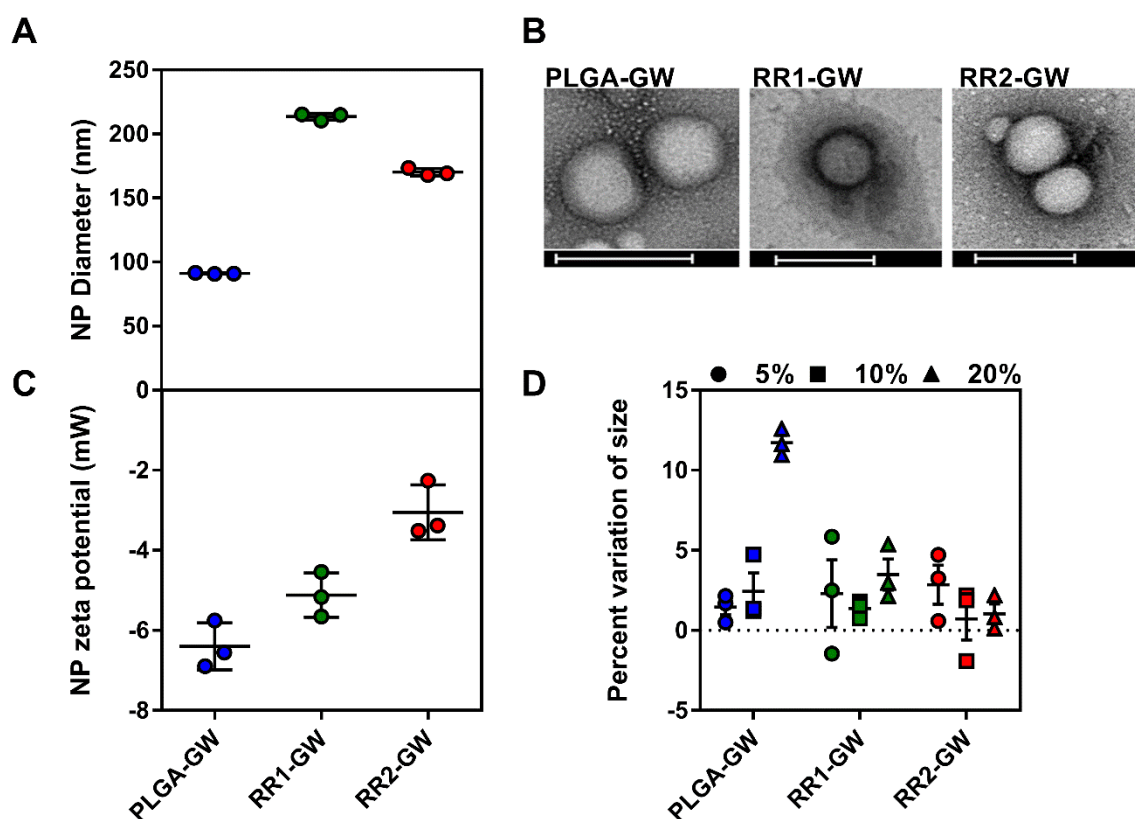 A
NP Diameter (nm)
250
200
150
100
50
0
B
PLGA-GW RR1-GW RR2-GW
C
NP zeta potential (mW)
-2
-4
-6
-8
PLGA-GW
RR1-GW
RR2-GW
D
5% 10% 20%
Percent variation of size
15
10
5
0
-5
PLGA-GW
RR1-GW
RR2-GW